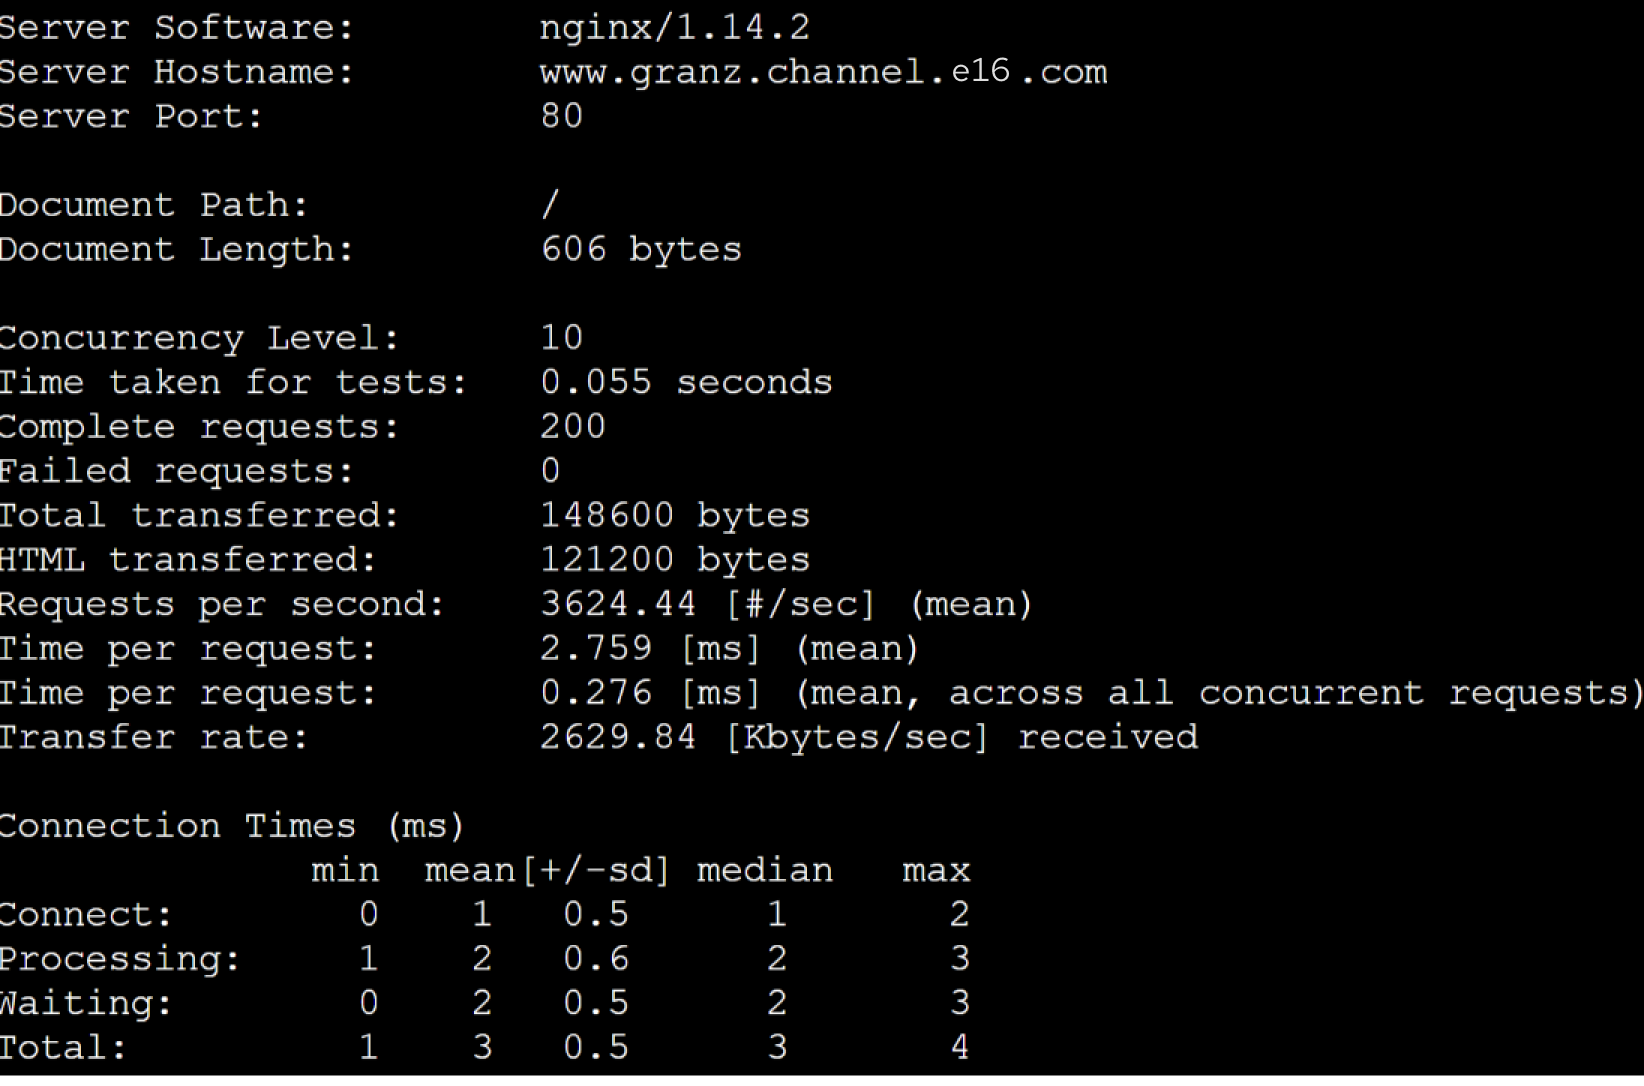 Server Software: nginx/1.14.2
Server Hostname: www.granz.channel.e16.com
Server Port: 80
Document Path: /
Document Length: 606 bytes
Concurrency Level: 10
Time taken for tests: 0.055 seconds
Complete requests: 200
Failed requests: 0
Total transferred: 148600 bytes
HTML transferred: 121200 bytes
Requests per second: 3624.44 [#/sec] (mean)
Time per request: 2.759 [ms] (mean)
Time per request: 0.276 [ms] (mean, across all concurrent requests)
Transfer rate: 2629.84 [Kbytes/sec] received
Connection Times (ms)
min mean[+/-sd] median max
Connect: 0 1 0.5 1 2
Processing: 1 2 0.6 2 3
Waiting: 0 2 0.5 2 3
Total: 1 3 0.5 3 4